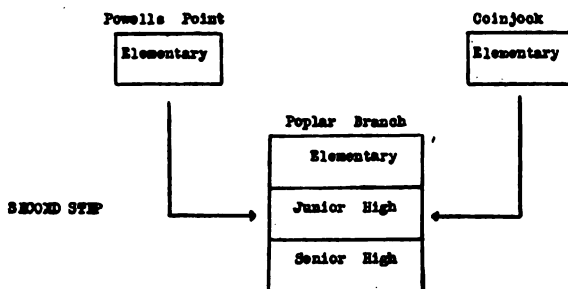 Powells Point
Coinjock
Elementary
Elementary
Poplar Branch
Elementary
SECOND STEP
Junior High
Senior High